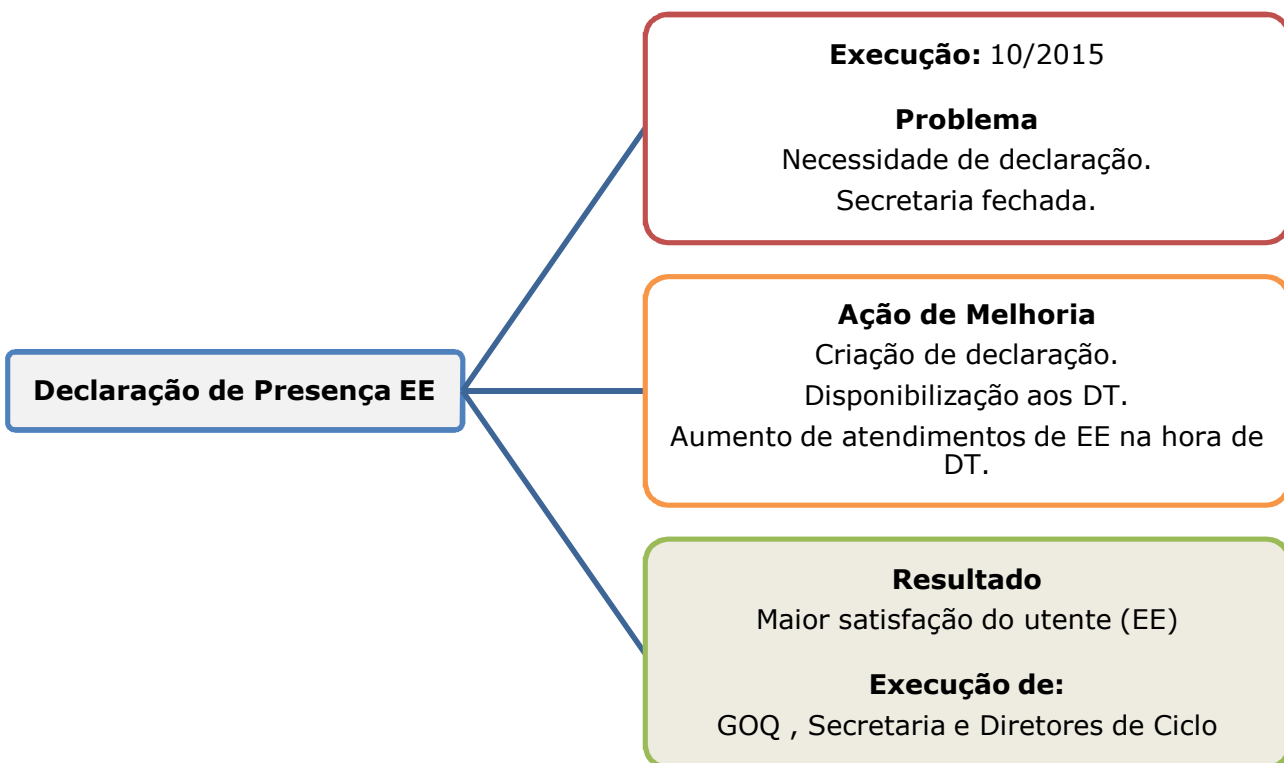 Execução: 10/2015
Problema
Necessidade de declaração.
Secretaria fechada.
Declaração de Presença EE
Ação de Melhoria
Criação de declaração.
Disponibilização aos DT.
Aumento de atendimentos de EE na hora de
DT.
Resultado
Maior satisfação do utente (EE)
Execução de:
GOQ , Secretaria e Diretores de Ciclo